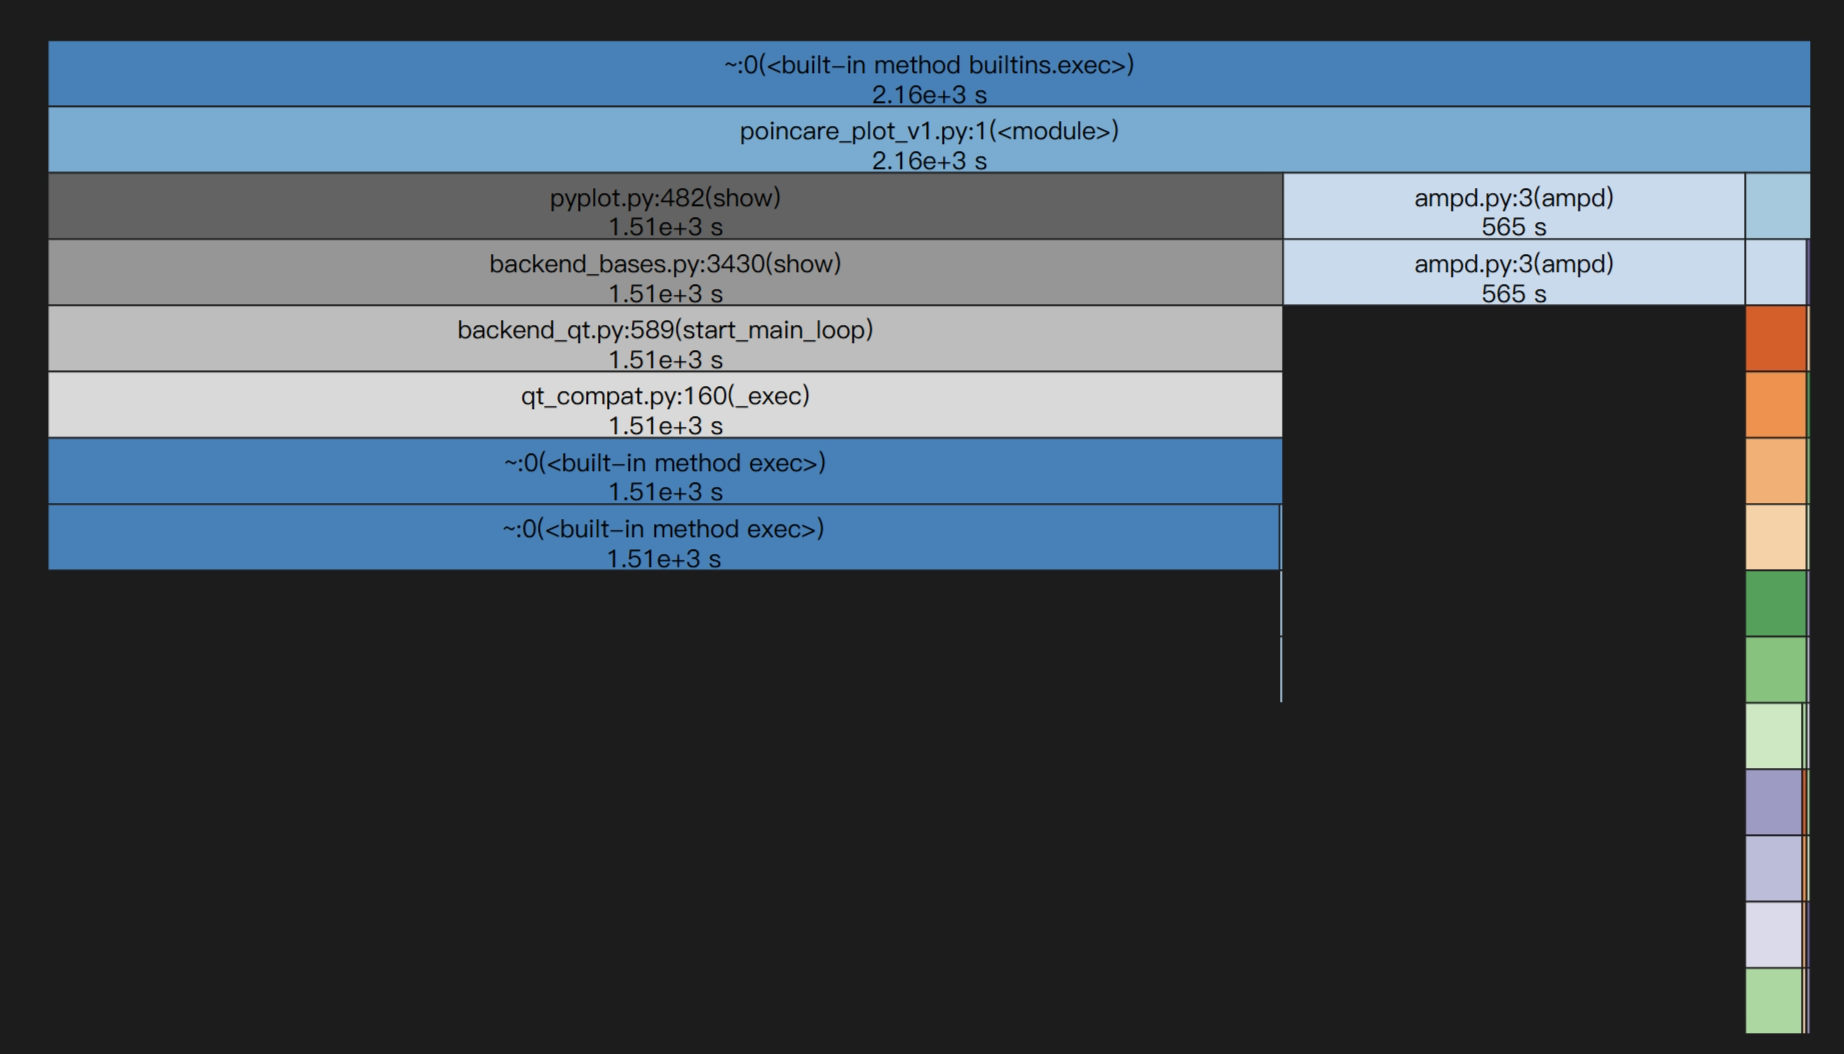 ~:0(<built-in method builtins.exec>)
2.16e+3 s
poincare_plot_v1.py:1(<module>)
2.16e+3 s
pyplot.py:482(show)
1.51e+3 s
ampd.py:3(ampd)
565 s
backend_bases.py:3430(show)
1.51e+3 s
ampd.py:3(ampd)
565 s
backend_qt.py:589(start_main_loop)
1.51e+3 s
qt_compat.py:160(_exec)
1.51e+3 s
~:0(<built-in method exec>)
1.51e+3 s
~:0(<built-in method exec>)
1.51e+3 s